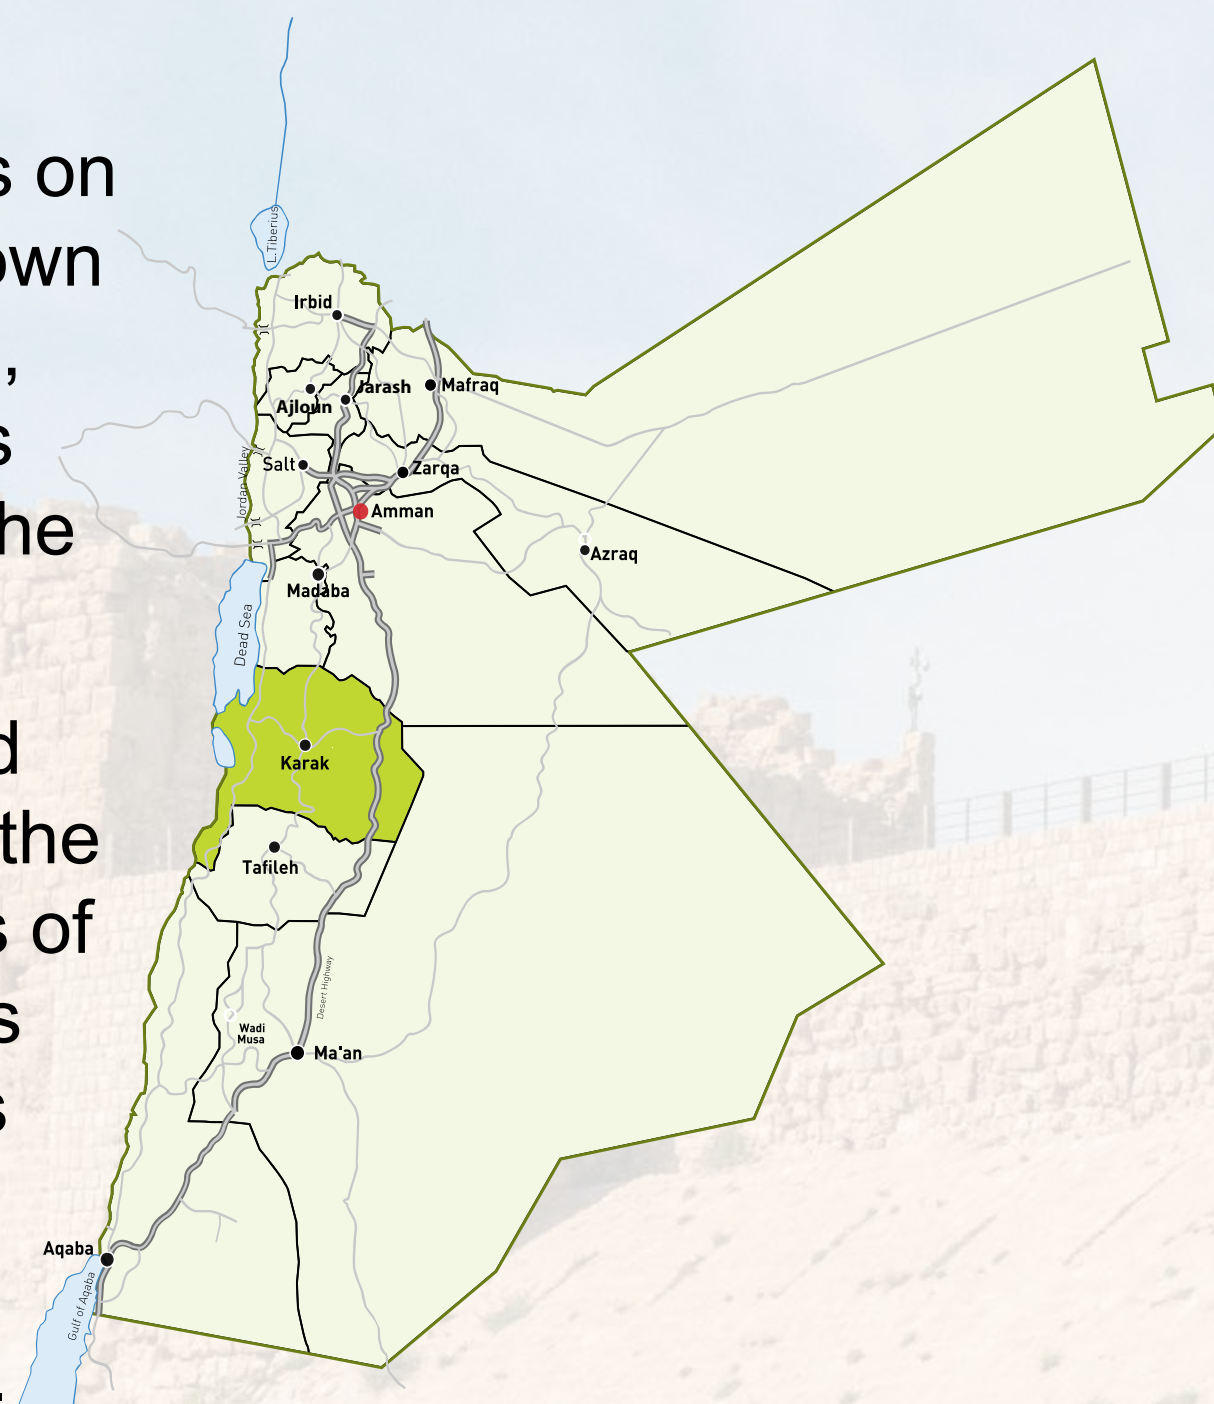 s on
own
,
s
he
d
the
s of
s
s
L.Tiberius
Irbid
Jarash
Mafraq
Ajloun
Jordan Valley
Salt
Zarqa
Amman
Azraq
Madaba
Dead Sea
Karak
Tafileh
Desert Highway
Wadi
Musa
Ma'an
Aqaba
Gulf of Aqaba